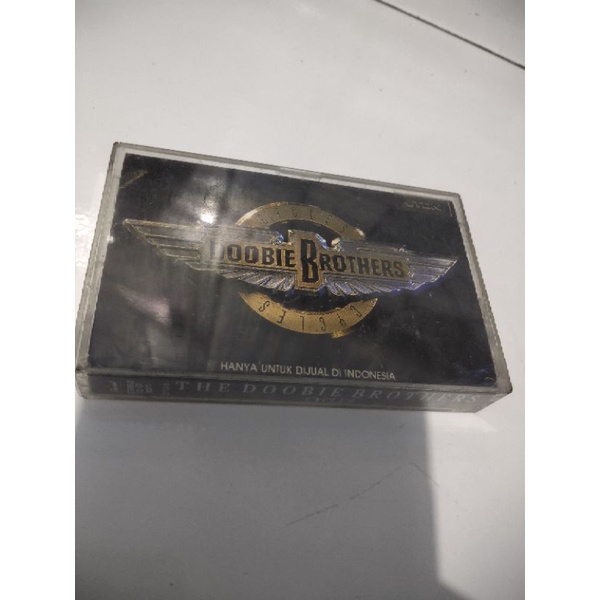 CYCLES
DOOBIE BROTHERS
CYCLES
HANYA UNTUK DIJUAL DI INDONESIA
THE DOOBIE BROTHERS